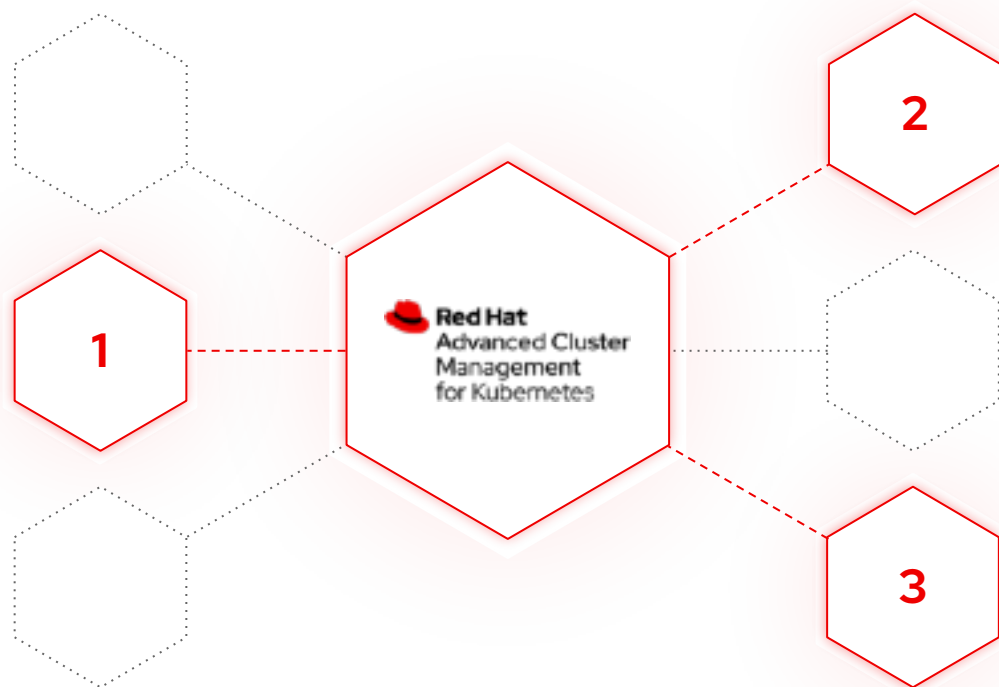 2
1
Red Hat
Advanced Cluster
Management
for Kubernetes
3